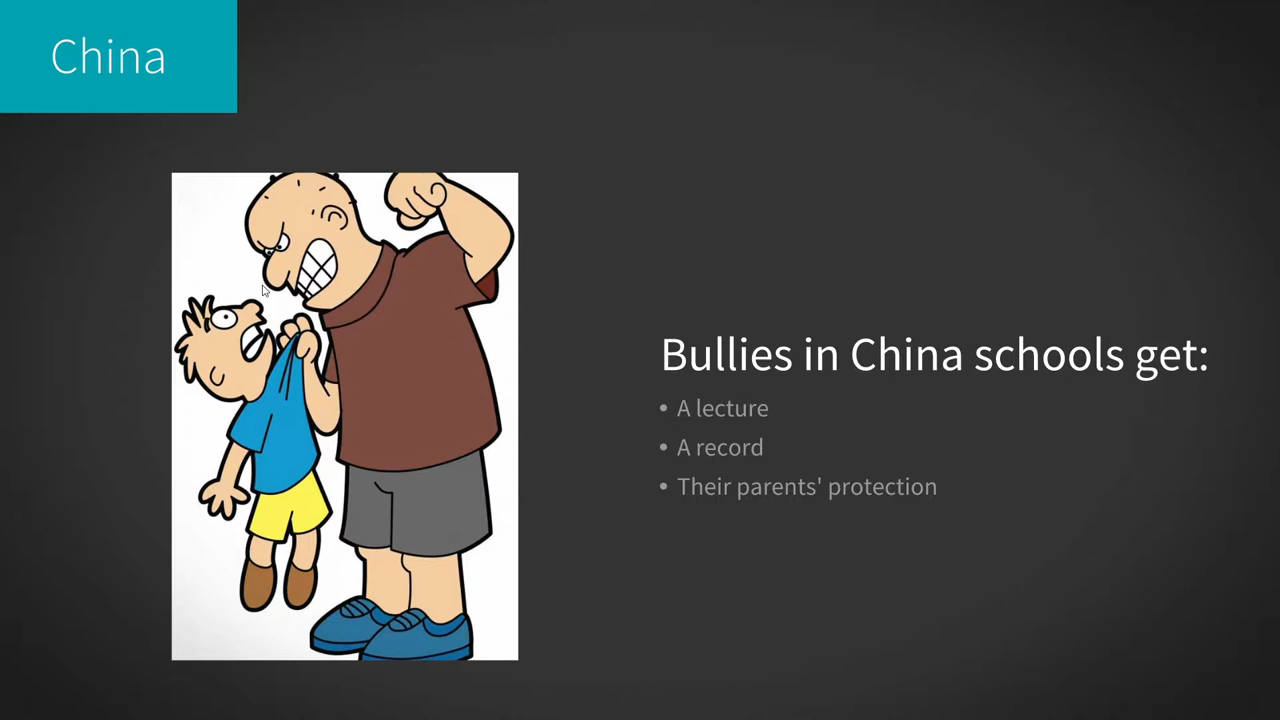 China
Bullies in China schools get:
• A lecture
• A record
• Their parents' protection